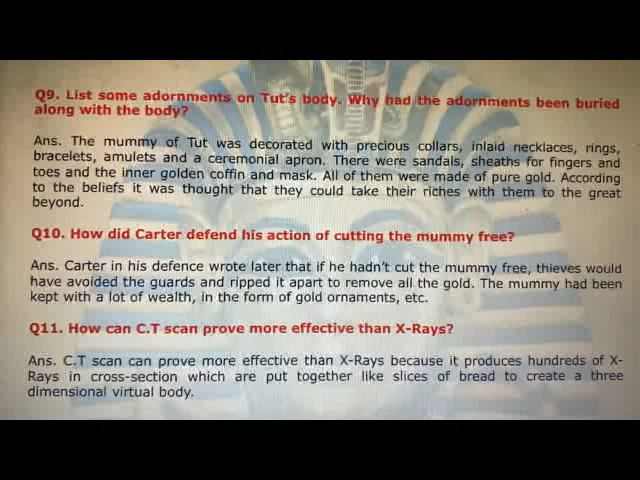 Q9. List some adornments on Tut's body. Why had the adornments been buried
along with the body?
Ans. The mummy of Tut was decorated with precious collars, inlaid necklaces, rings,
bracelets, amulets and a ceremonial apron. There were sandals, sheaths for fingers and
toes and the inner golden coffin and mask. All of them were made of pure gold. According
to the beliefs it was thought that they could take their riches with them to the great
beyond.
Q10. How did Carter defend his action of cutting the mummy free?
Ans. Carter in his defence wrote later that if he hadn't cut the mummy free, thieves would
have avoided the guards and ripped it apart to remove all the gold. The mummy had been
kept with a lot of wealth, in the form of gold ornaments, etc.
Q11. How can C.T scan prove more effective than X-Rays?
Ans. C.T scan can prove more effective than X-Rays because it produces hundreds of X-
Rays in cross-section which are put together like slices of bread to create a three
dimensional virtual body.